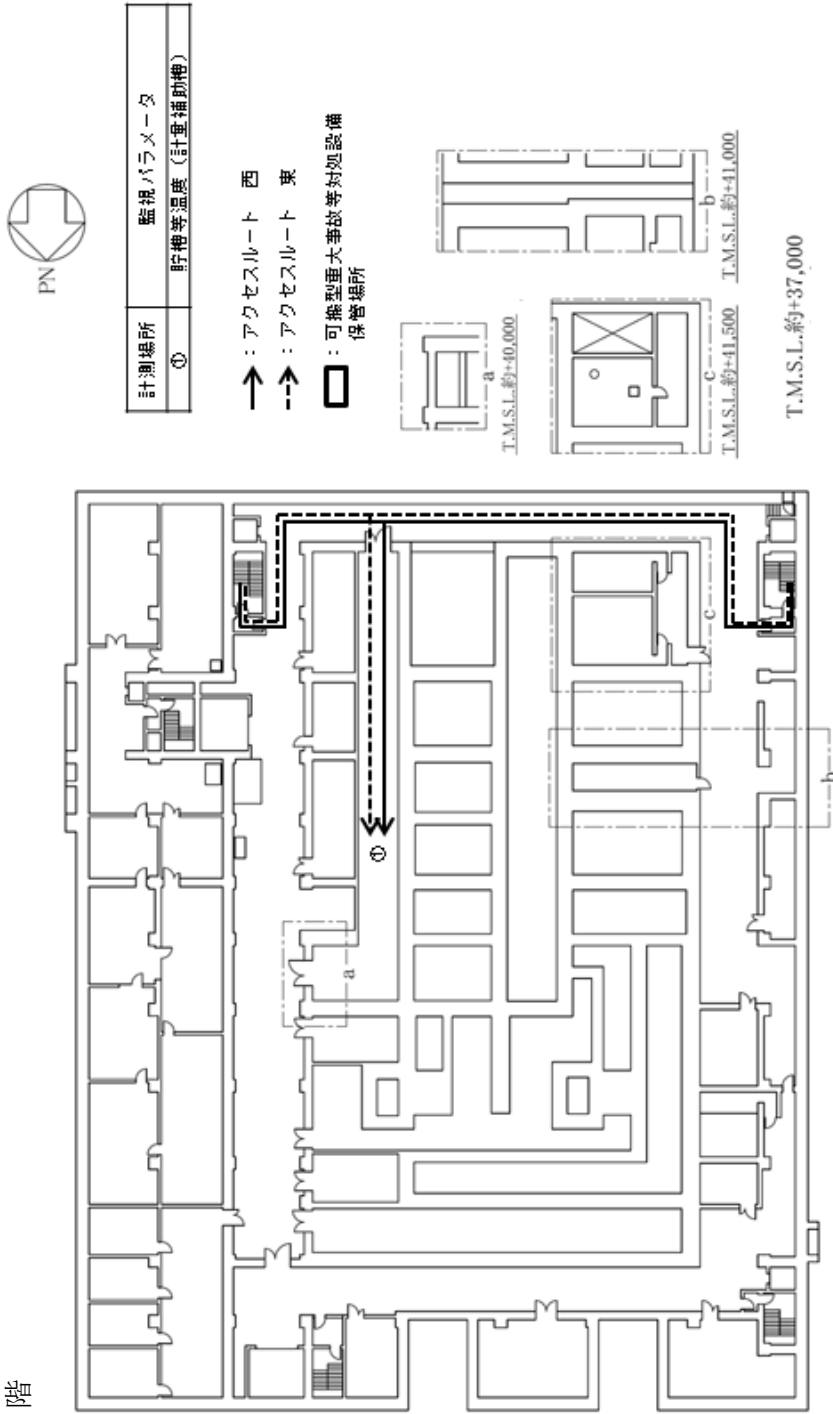 階
PN
計測場所 監視パラメータ
① 貯槽等温度(計量補助槽)
:アクセスルート 西
:アクセスルート 東
:可搬型重大事故等対処設備
保管場所
a
T.M.S.L.約+40,000
b
T.M.S.L.約+41,000
c
T.M.S.L.約+41,500
T.M.S.L.約+37,000
①
a
b
c